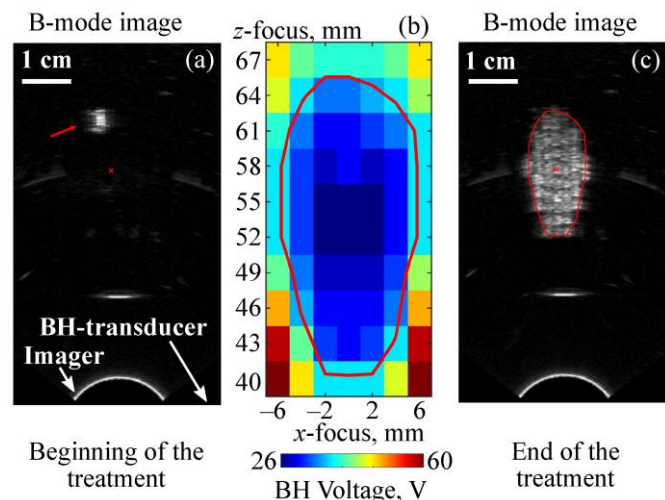 B-mode image
(b)
B-mode image
z-focus, mm
1 cm
(a)
1 cm
(c)
67
64
61
58
55
52
49
46
43
40
−6
−2
2
6
x-focus, mm
BH-transducer
Imager
Beginning of the
treatment
26
60
BH Voltage, V
End of the
treatment